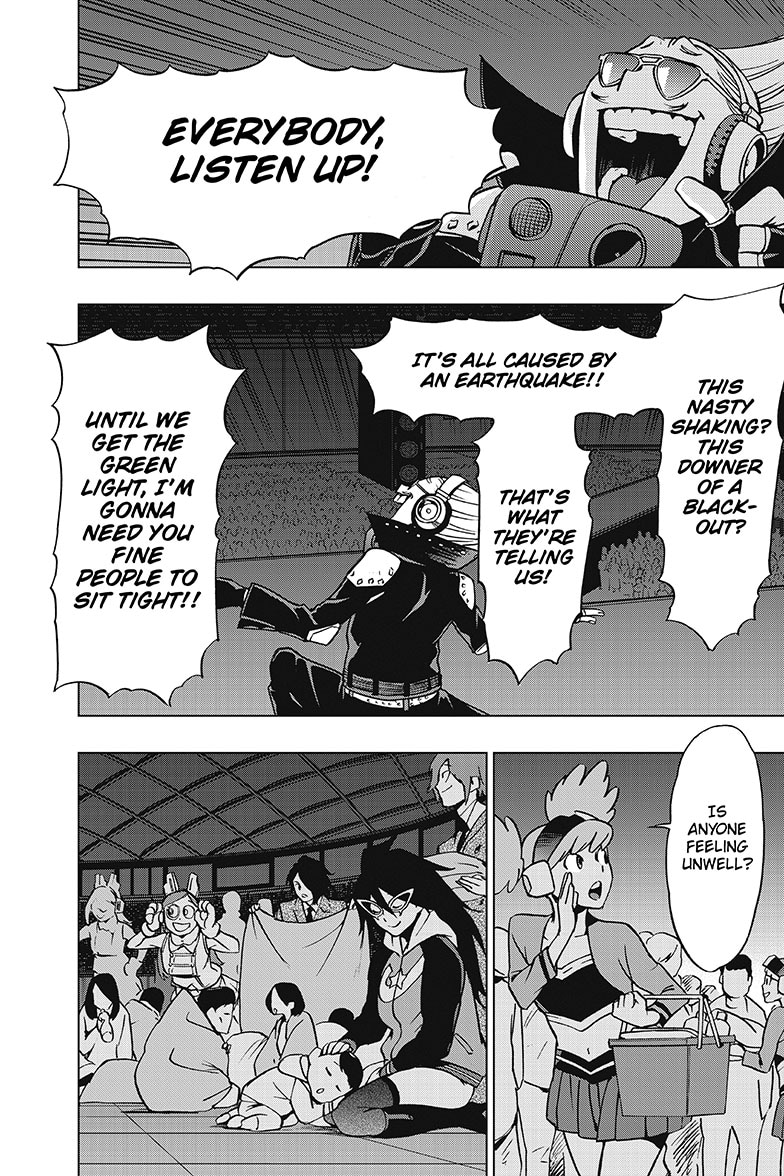 EVERYBODY,
LISTEN UP!
THIS
NASTY
SHAKING?
THIS
DOWNER
OF A
BLACK-
OUT?
IT'S ALL CAUSED BY
AN EARTHQUAKE!!
THAT'S
WHAT
THEY'RE
TELLING
US!
UNTIL WE
GET THE
GREEN
LIGHT, I'M
GONNA
NEED YOU
FINE
PEOPLE TO
SIT TIGHT!!
IS
ANYONE
FEELING
UNWELL?